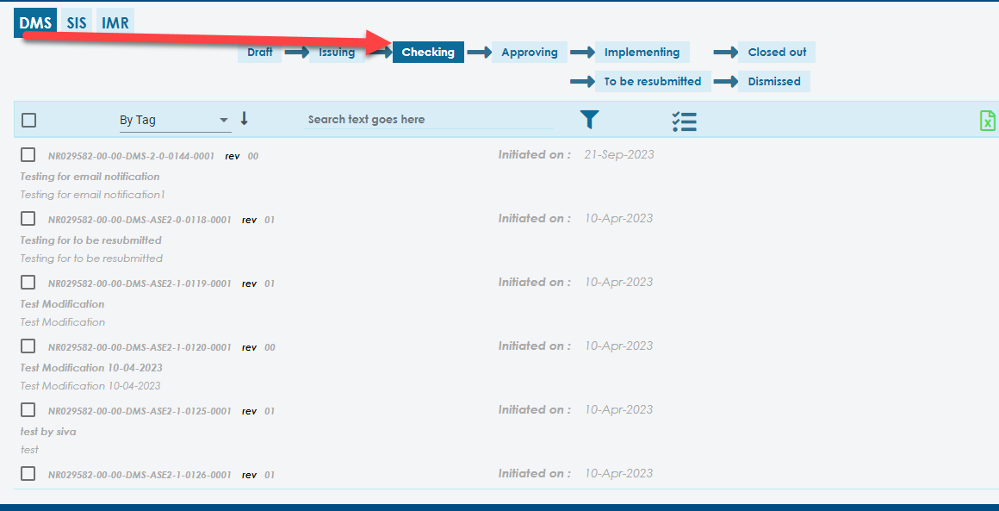 DMS SIS IMR
Draft Issuing Checking Approving Implementing Closed out
To be resubmitted Dismissed
By Tag Search text goes here
NR029582-00-00-DMS-2-0-0144-0001 rev 00 Initiated on : 21-Sep-2023
Testing for email notification
Testing for email notification1
NR029582-00-00-DMS-ASE2-0-0118-0001 rev 01 Initiated on : 10-Apr-2023
Testing for to be resubmitted
Testing for to be resubmitted
NR029582-00-00-DMS-ASE2-1-0119-0001 rev 01 Initiated on : 10-Apr-2023
Test Modification
Test Modification
NR029582-00-00-DMS-ASE2-1-0120-0001 rev 00 Initiated on : 10-Apr-2023
Test Modification 10-04-2023
Test Modification 10-04-2023
NR029582-00-00-DMS-ASE2-1-0125-0001 rev 01 Initiated on : 10-Apr-2023
test by siva
test
NR029582-00-00-DMS-ASE2-1-0126-0001 rev 01 Initiated on : 10-Apr-2023